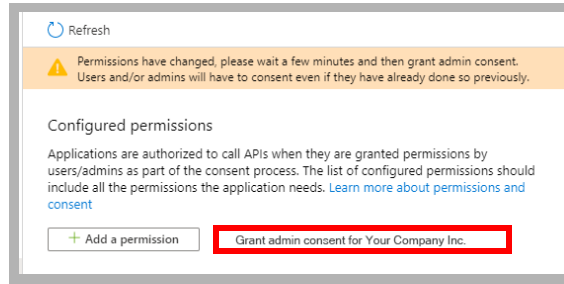 Refresh
Permissions have changed, please wait a few minutes and then grant admin consent.
Users and/or admins will have to consent even if they have already done so previously.
Configured permissions
Applications are authorized to call APIs when they are granted permissions by
users/admins as part of the consent process. The list of configured permissions should
include all the permissions the application needs. Learn more about permissions and
consent
+ Add a permission
Grant admin consent for Your Company Inc.